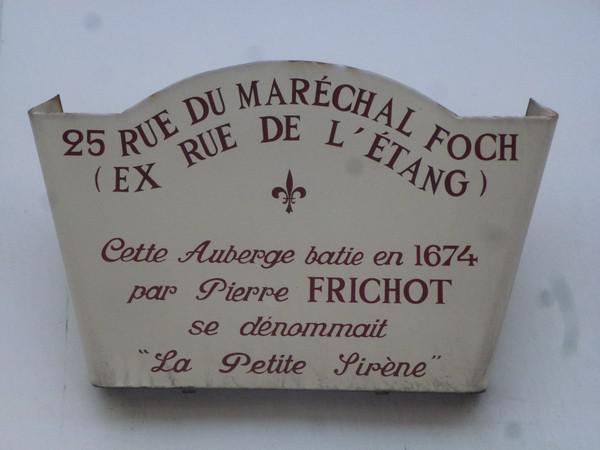 25 RUE DU MARÉCHAL FOCH
(EX RUE DE L'ÉTANG)
Cette Auberge batie en 1674
par Pierre FRICHOT
se dénommait
"La Petite Sirène"